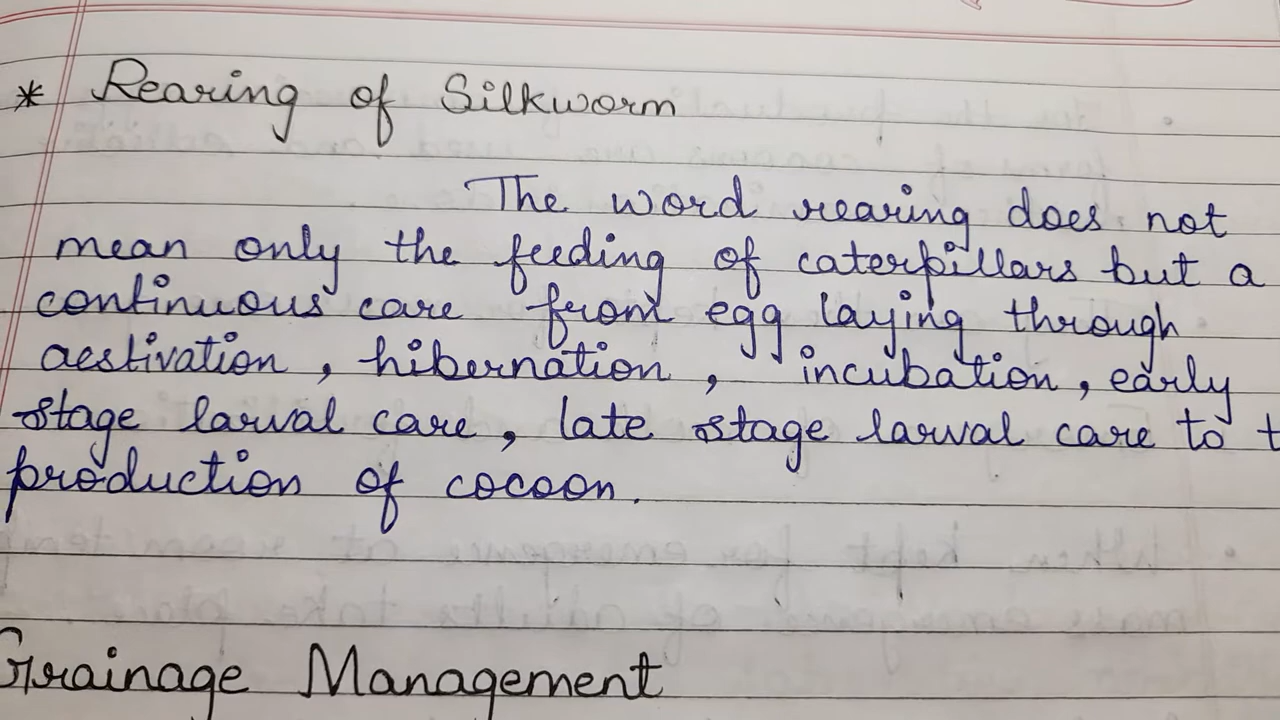 * Rearing of Silkworm
The word rearing does not
mean only the feeding of caterpillars but a
continuous care from egg laying through
aestivation, hibernation, incubation, early
stage larval care, late stage larval care to t
production of cocoon.
Grainage Management